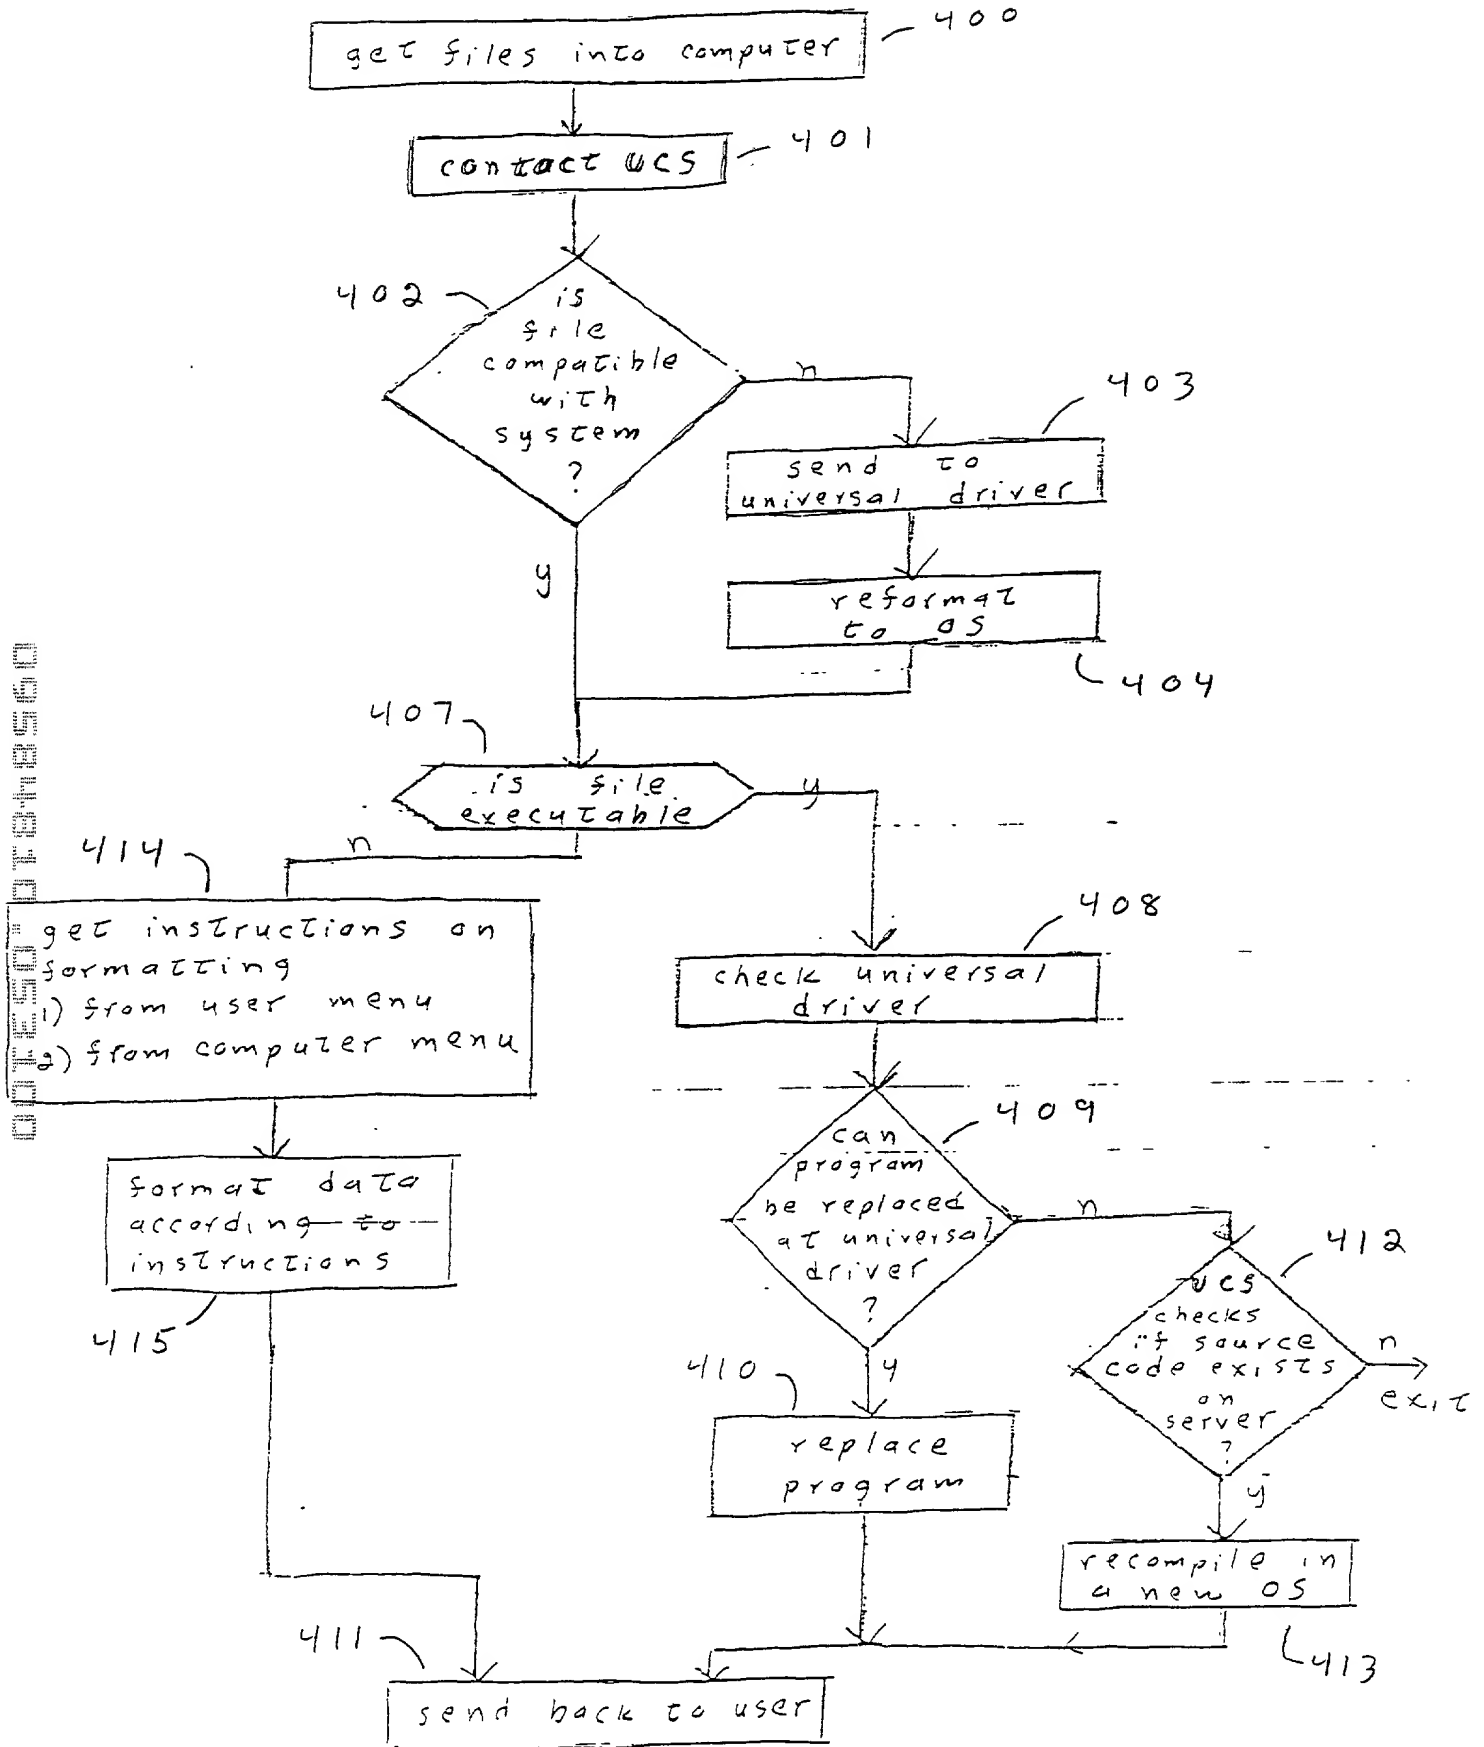 400
get files into computer
401
contact UCS
402
is
file
compatible
with
system
?
n
403
send to
universal driver
y
reformat
to OS
404
407
is file
executable
y
n
414
get instructions on
formatting
1) from user menu
2) from computer menu
408
check universal
driver
409
can
program
be replaced
at universal
driver
?
n
format data
according to
instructions
415
412
UCS
checks
if source
code exists
on
server
?
n
exit
y
410
y
replace
program
recompile in
a new OS
413
411
send back to user